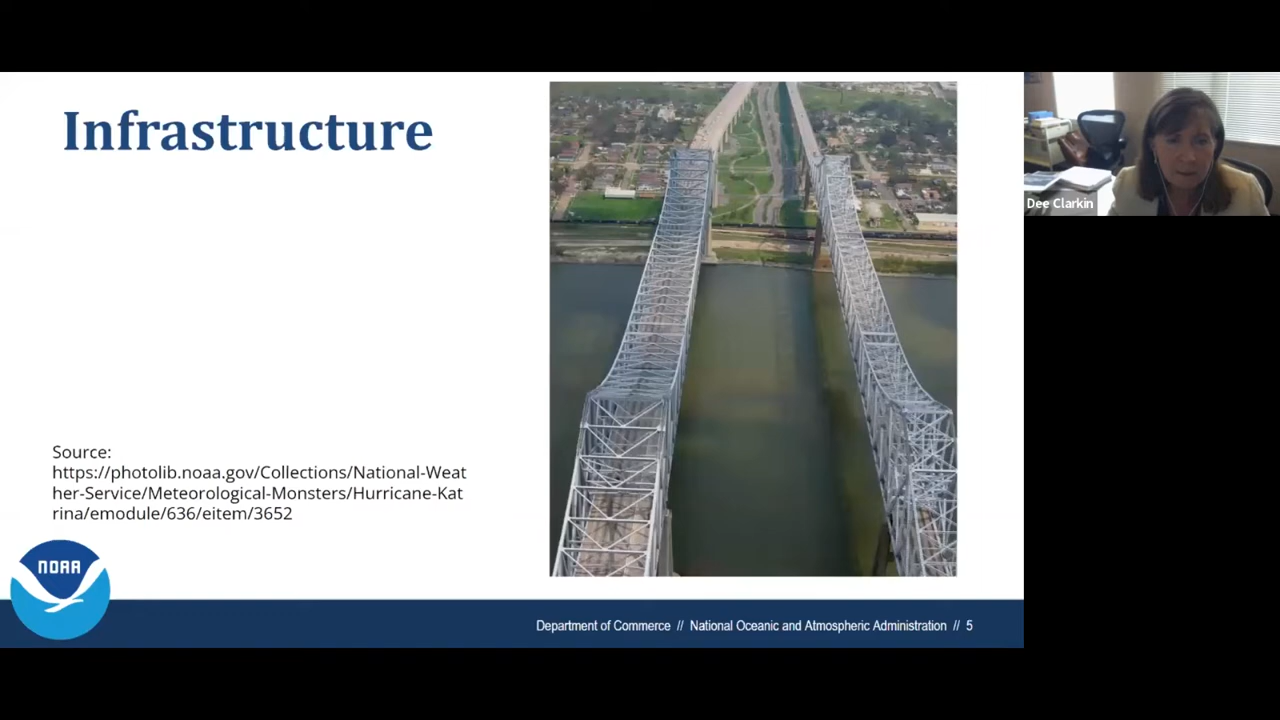 Infrastructure
Dee Clarkin
Source:
https://photolib.noaa.gov/Collections/National-Weat
her-Service/Meteorological-Monsters/Hurricane-Kat
rina/emodule/636/eitem/3652
NOAA
Department of Commerce // National Oceanic and Atmospheric Administration // 5